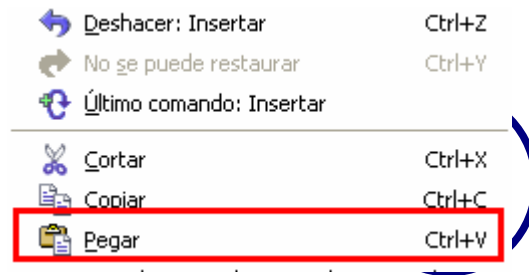 Deshacer: Insertar Ctrl+Z
No se puede restaurar Ctrl+Y
Último comando: Insertar
Cortar Ctrl+X
Copiar Ctrl+C
Pegar Ctrl+V